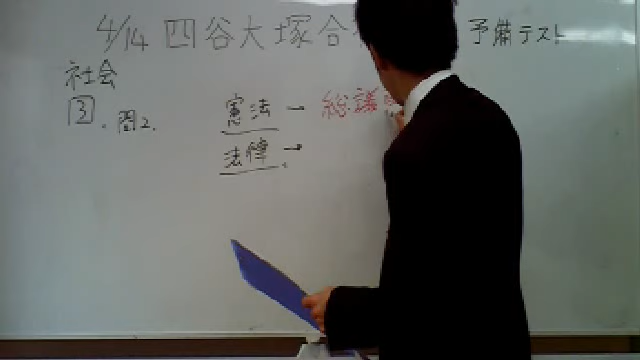 4/14 四谷大塚合 予備テスト
社会
3 . 問2.
憲法 → 総議
法律 →